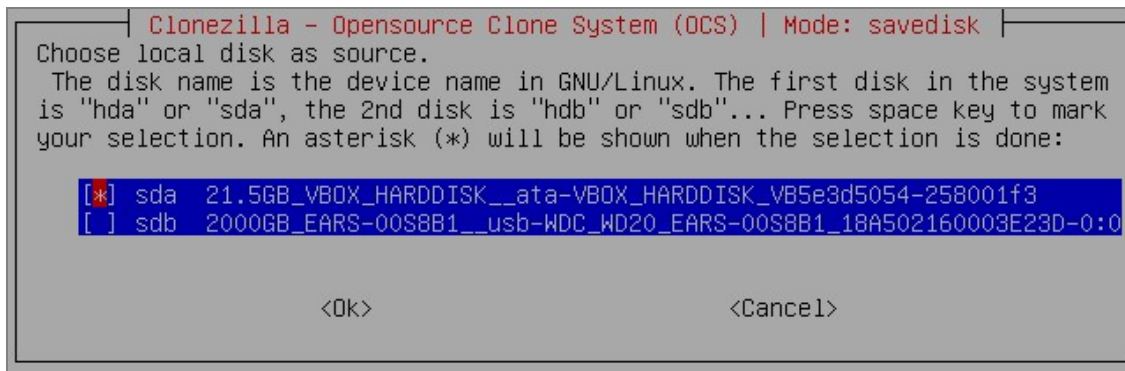 Clonezilla - Opensource Clone System (OCS) | Mode: savedisk
Choose local disk as source.
The disk name is the device name in GNU/Linux. The first disk in the system
is "hda" or "sda", the 2nd disk is "hdb" or "sdb"... Press space key to mark
your selection. An asterisk (*) will be shown when the selection is done:
[*] sda 21.5GB_VBOX_HARDDISK__ata-VBOX_HARDDISK_VB5e3d5054-258001f3
[ ] sdb 2000GB_EARS-00S8B1__usb-WDC_WD20_EARS-00S8B1_18A502160003E23D-0:0
<Ok> <Cancel>